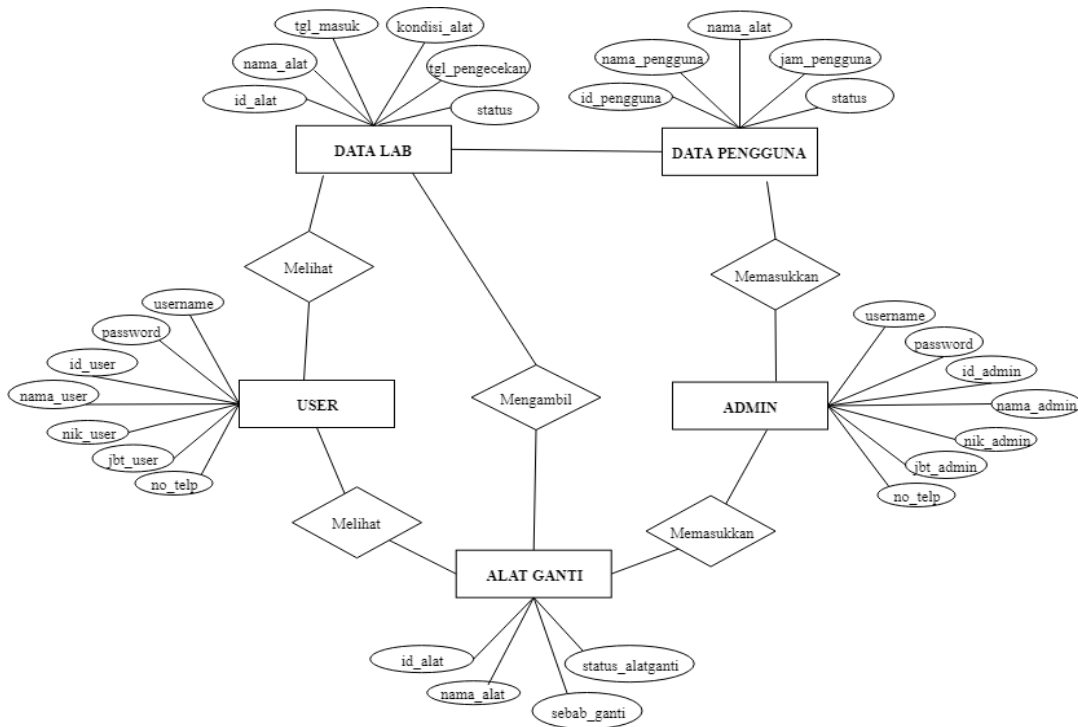 tgl_masuk
kondisi_alat
nama_alat
tgl_pengecekan
id_alat
status
DATA LAB
nama_alat
nama_pengguna
jam_pengguna
id_pengguna
status
DATA PENGGUNA
Melihat
Memasukkan
username
password
id_user
nama_user
nik_user
jbt_user
no_telp
USER
Mengambil
ADMIN
username
password
id_admin
nama_admin
nik_admin
jbt_admin
no_telp
Melihat
Memasukkan
ALAT GANTI
id_alat
nama_alat
sebab_ganti
status_alatganti